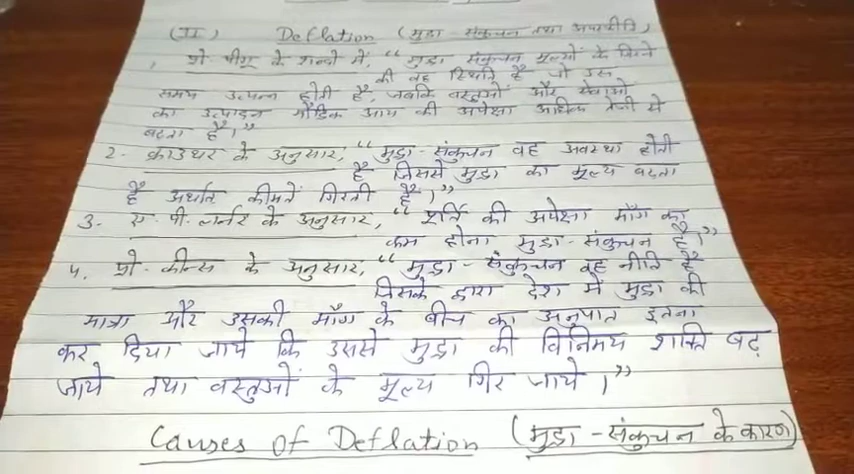 (II) Deflation (मुद्रा-संकुचन तथा अपस्फीति)
1. प्रो. पीगू के शब्दों में, “मुद्रा संकुचन मूल्यों के गिरने
की वह स्थिति है जो उस
समय उत्पन्न होती है, जबकि वस्तुओं और सेवाओं
का उत्पादन मौद्रिक आय की अपेक्षा अधिक तेजी से
बढ़ता है।”
2- क्राउथर के अनुसार, “मुद्रा-संकुचन वह अवस्था होती
है जिससे मुद्रा का मूल्य बढ़ता
है अर्थात कीमतें गिरती हैं।”
3. ए. पी. लर्नर के अनुसार, “पूर्ति की अपेक्षा माँग का
कम होना मुद्रा-संकुचन है।”
4. प्रो. कीन्स के अनुसार, “मुद्रा-संकुचन वह नीति है
जिसके द्वारा देश में मुद्रा की
मात्रा और उसकी माँग के बीच का अनुपात इतना
कर दिया जाये कि उससे मुद्रा की विनिमय शक्ति बढ़
जाये तथा वस्तुओं के मूल्य गिर जाये।”
Causes of Deflation (मुद्रा-संकुचन के कारण)